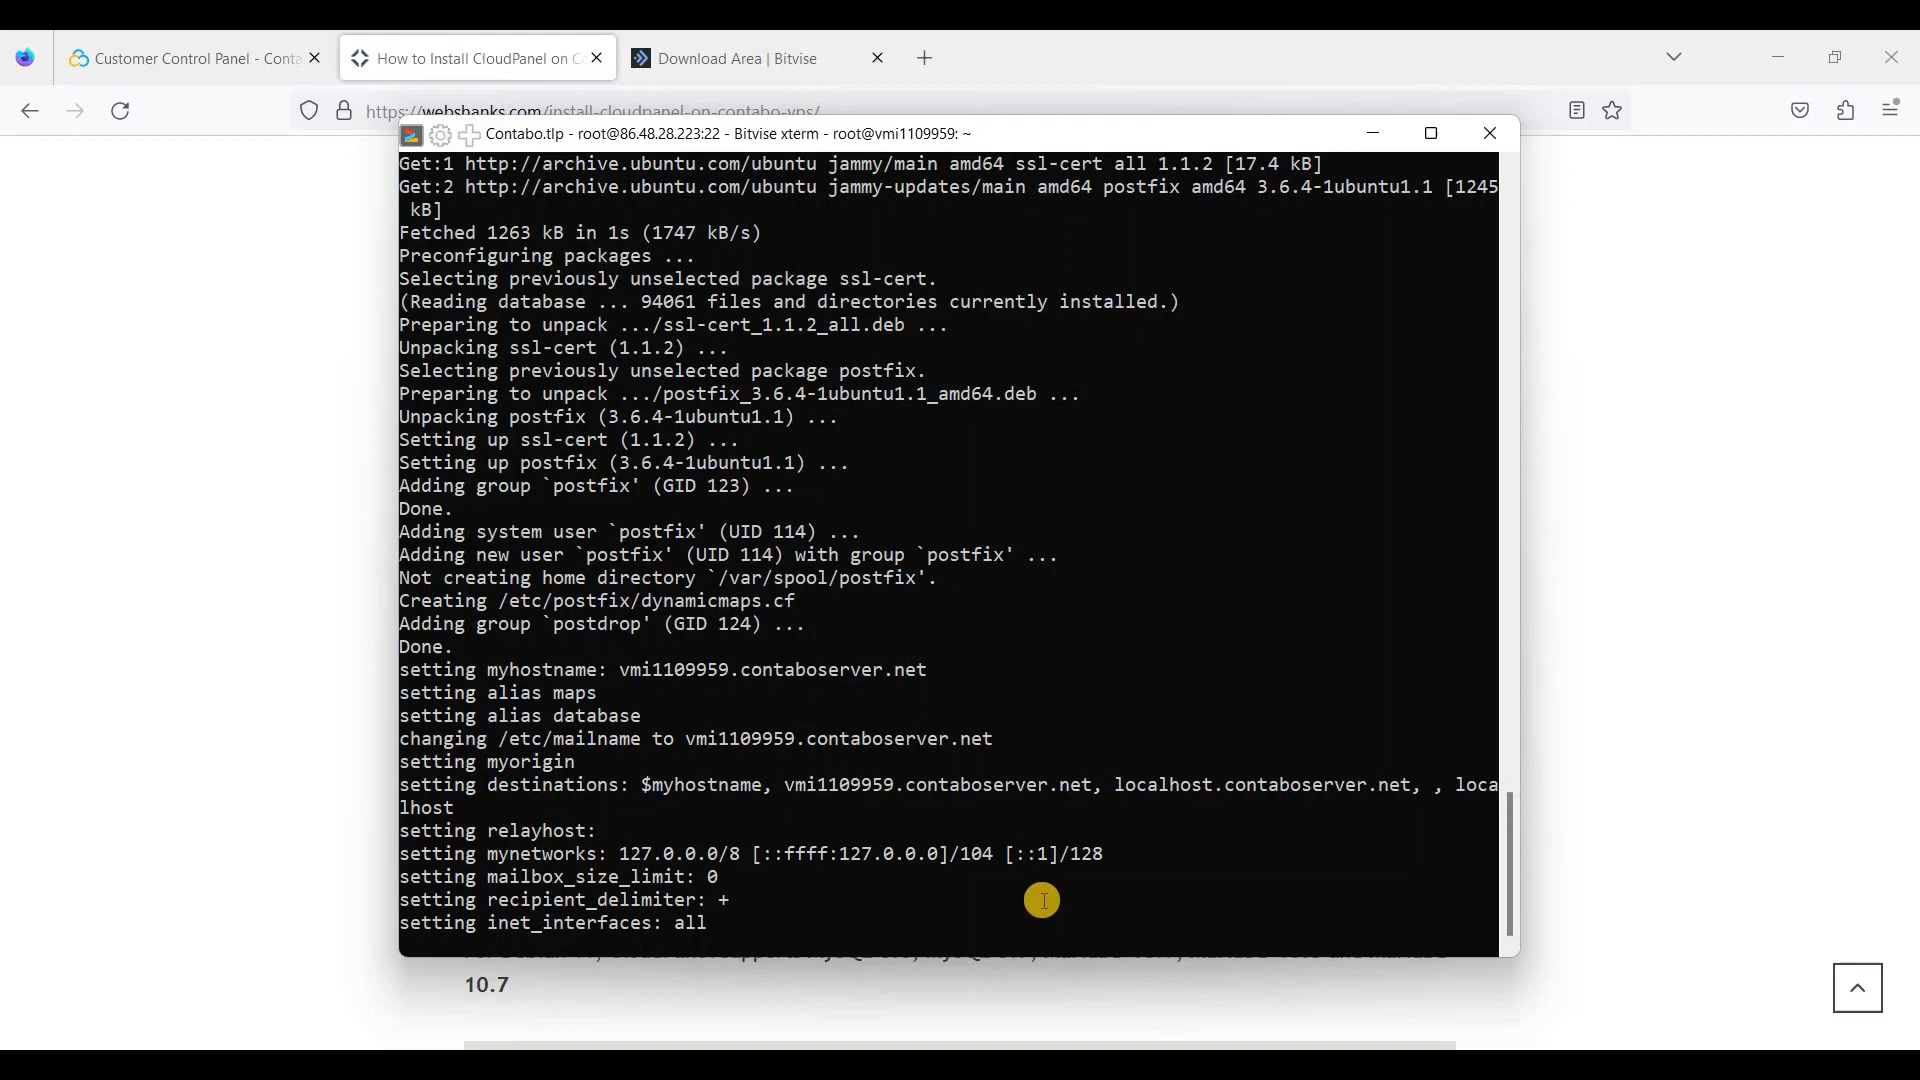 Customer Control Panel - Conta
How to Install CloudPanel on C
Download Area | Bitvise
https://webshanks.com/install-cloudpanel-on-contabo-vps/
Contabo.tlp - root@86.48.28.223:22 - Bitvise xterm - root@vmi1109959: ~
Get:1 http://archive.ubuntu.com/ubuntu jammy/main amd64 ssl-cert all 1.1.2 [17.4 kB]
Get:2 http://archive.ubuntu.com/ubuntu jammy-updates/main amd64 postfix amd64 3.6.4-1ubuntu1.1 [1245
 kB]
Fetched 1263 kB in 1s (1747 kB/s)
Preconfiguring packages ...
Selecting previously unselected package ssl-cert.
(Reading database ... 94061 files and directories currently installed.)
Preparing to unpack .../ssl-cert_1.1.2_all.deb ...
Unpacking ssl-cert (1.1.2) ...
Selecting previously unselected package postfix.
Preparing to unpack .../postfix_3.6.4-1ubuntu1.1_amd64.deb ...
Unpacking postfix (3.6.4-1ubuntu1.1) ...
Setting up ssl-cert (1.1.2) ...
Setting up postfix (3.6.4-1ubuntu1.1) ...
Adding group `postfix' (GID 123) ...
Done.
Adding system user `postfix' (UID 114) ...
Adding new user `postfix' (UID 114) with group `postfix' ...
Not creating home directory `/var/spool/postfix'.
Creating /etc/postfix/dynamicmaps.cf
Adding group `postdrop' (GID 124) ...
Done.
setting myhostname: vmi1109959.contaboserver.net
setting alias maps
setting alias database
changing /etc/mailname to vmi1109959.contaboserver.net
setting myorigin
setting destinations: $myhostname, vmi1109959.contaboserver.net, localhost.contaboserver.net, , loca
lhost
setting relayhost:
setting mynetworks: 127.0.0.0/8 [::ffff:127.0.0.0]/104 [::1]/128
setting mailbox_size_limit: 0
setting recipient_delimiter: +
setting inet_interfaces: all
10.7